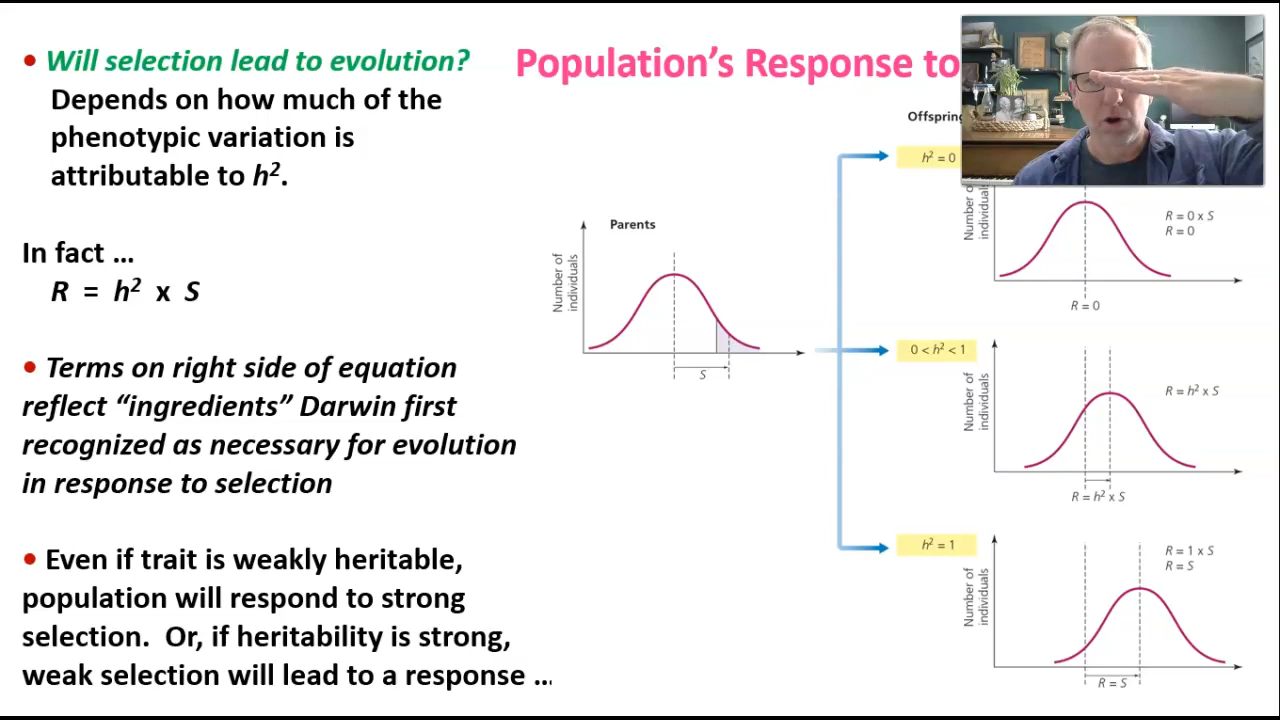 • Will selection lead to evolution?
Depends on how much of the
phenotypic variation is
attributable to h².
In fact …
R = h² x S
• Terms on right side of equation
reflect “ingredients” Darwin first
recognized as necessary for evolution
in response to selection
• Even if trait is weakly heritable,
population will respond to strong
selection. Or, if heritability is strong,
weak selection will lead to a response …
Population’s Response to
Parents
Number of
individuals
S
Offspring
h² = 0
Number of
individuals
R = 0 x S
R = 0
R = 0
0 < h² < 1
Number of
individuals
R = h² x S
R = h² x S
h² = 1
Number of
individuals
R = 1 x S
R = S
R = S